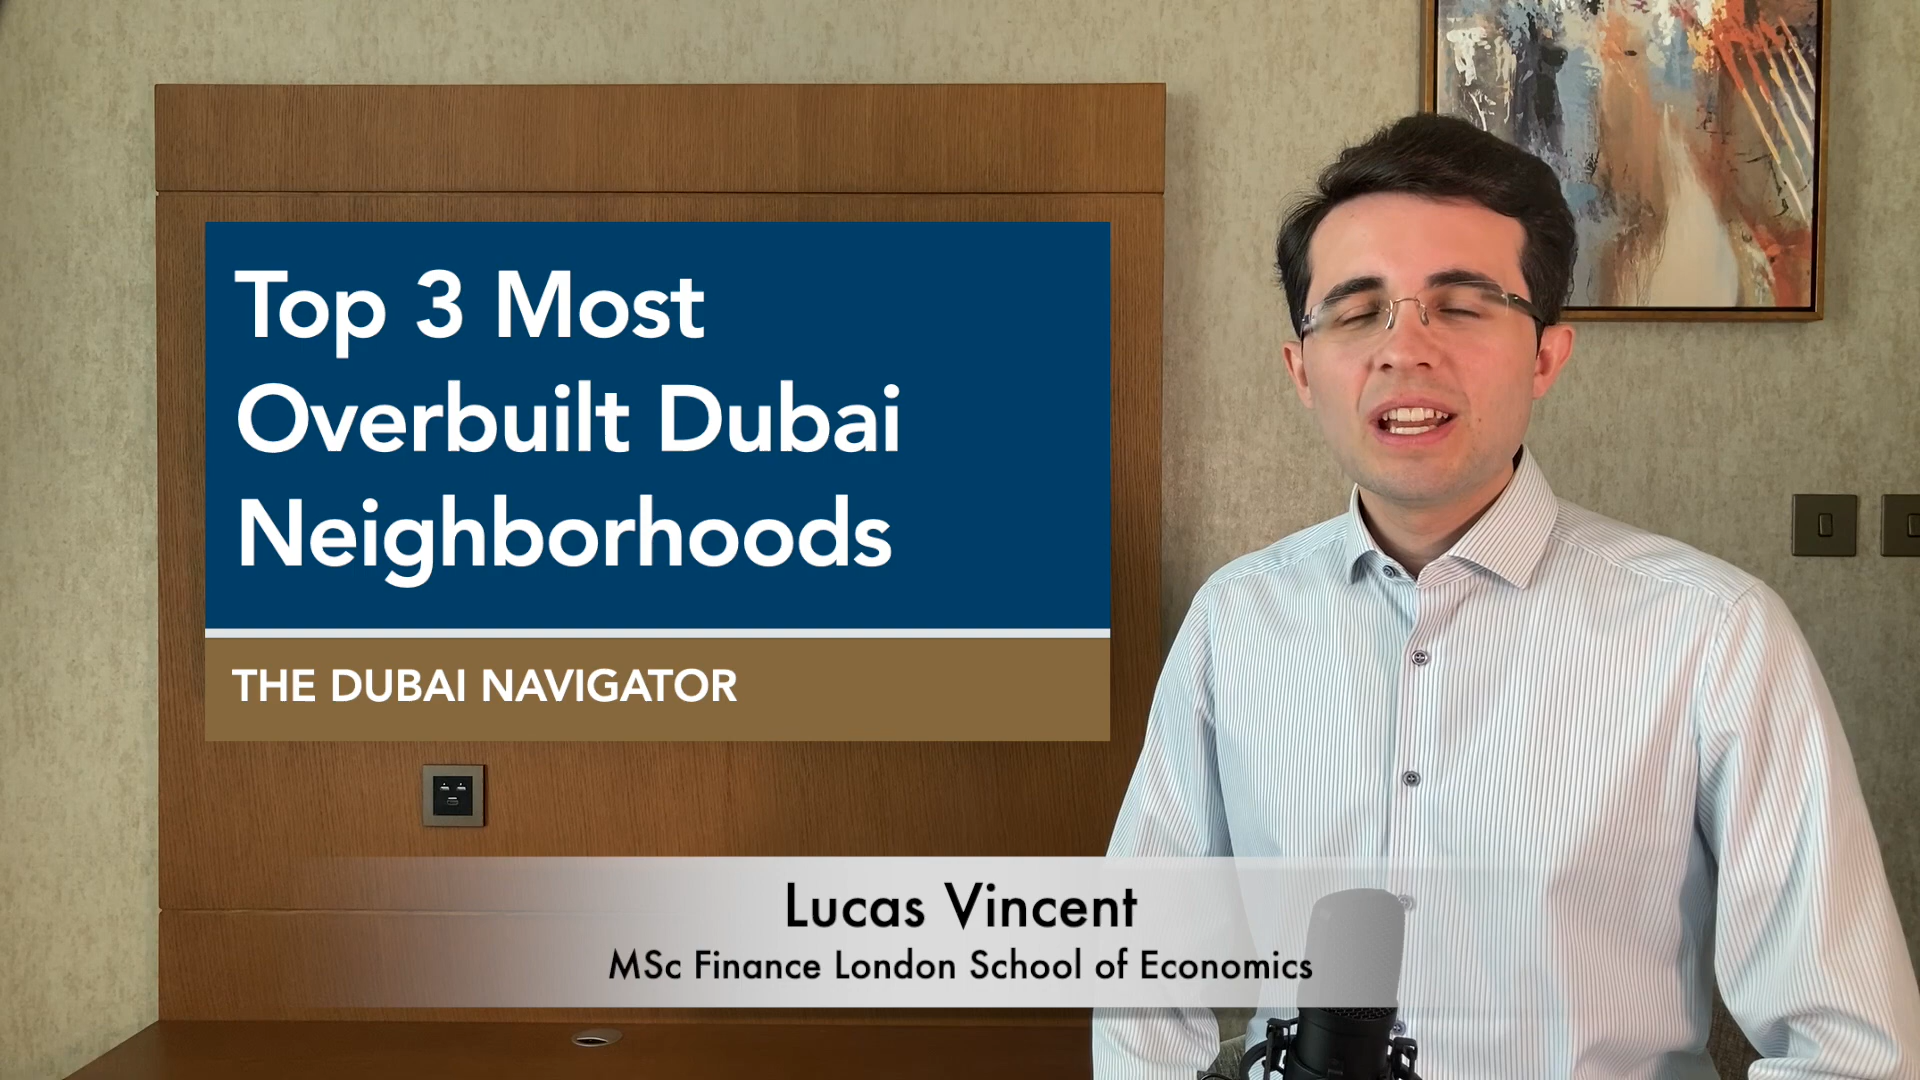 Top 3 Most
Overbuilt Dubai
Neighborhoods
THE DUBAI NAVIGATOR
Lucas Vincent
MSc Finance London School of Economics